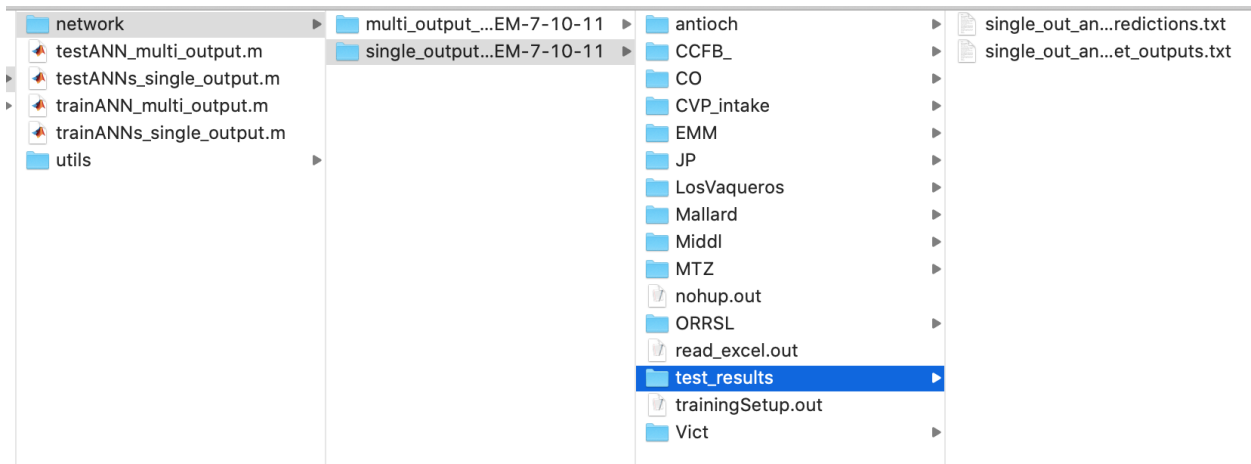 network
testANN_multi_output.m
testANNs_single_output.m
trainANN_multi_output.m
trainANNs_single_output.m
utils
multi_output_...EM-7-10-11
single_output...EM-7-10-11
antioch
CCFB_
CO
CVP_intake
EMM
JP
LosVaqueros
Mallard
Middl
MTZ
nohup.out
ORRSL
read_excel.out
test_results
trainingSetup.out
Vict
single_out_an...redictions.txt
single_out_an...et_outputs.txt